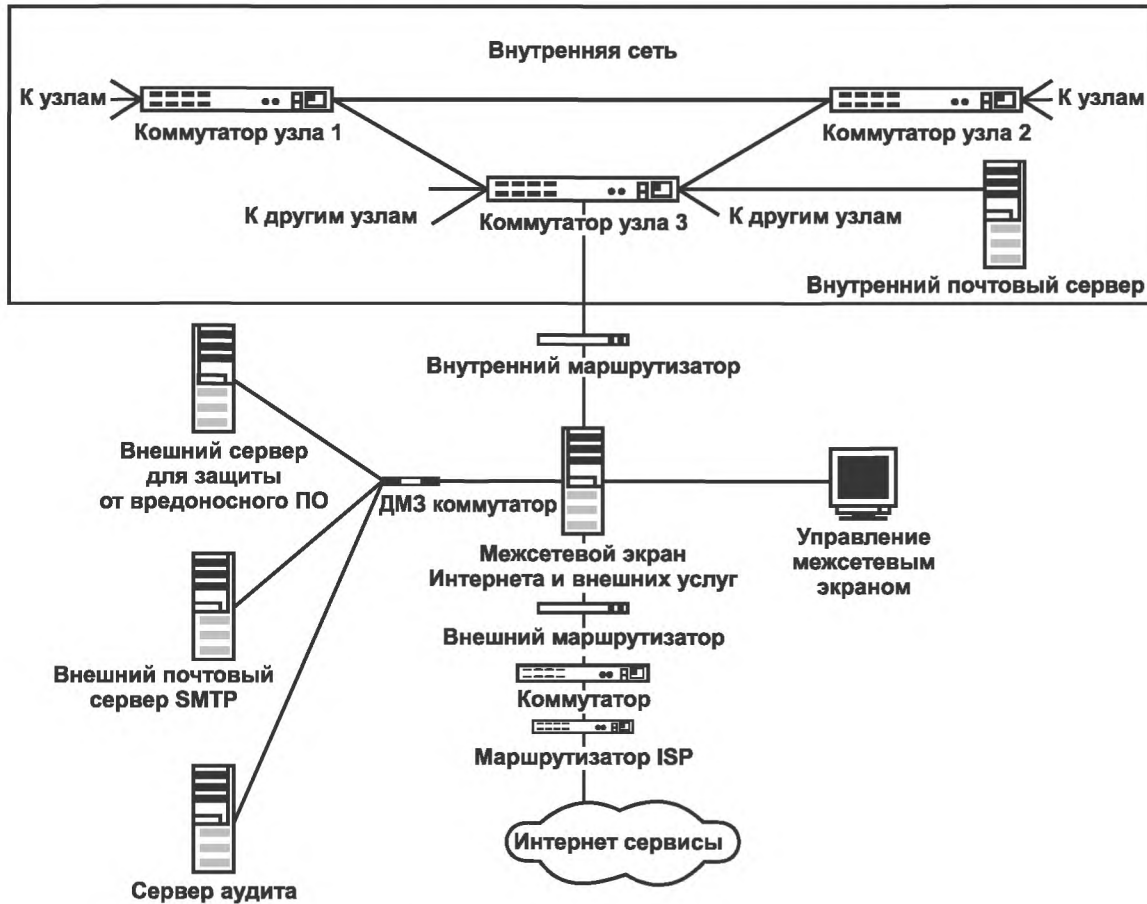 Внутренняя сеть
К узлам
К узлам
Коммутатор узла 1
Коммутатор узла 2
К другим узлам
К другим узлам
Коммутатор узла 3
Внутренний почтовый сервер
Внутренний маршрутизатор
Внешний сервер
для защиты
от вредоносного ПО
ДМЗ коммутатор
Межсетевой экран
Интернета и внешних услуг
Управление
межсетевым
экраном
Внешний маршрутизатор
Внешний почтовый
сервер SMTP
Коммутатор
Маршрутизатор ISP
Интернет сервисы
Сервер аудита